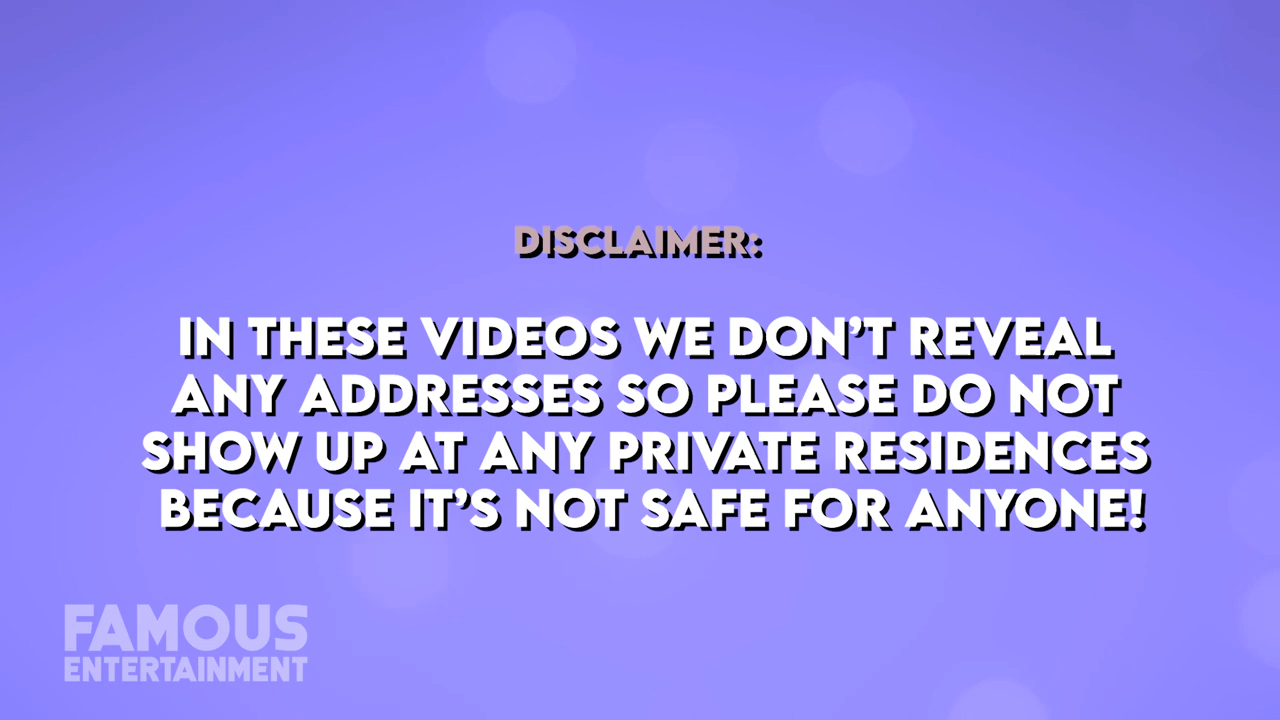 DISCLAIMER:
IN THESE VIDEOS WE DON’T REVEAL
ANY ADDRESSES SO PLEASE DO NOT
SHOW UP AT ANY PRIVATE RESIDENCES
BECAUSE IT’S NOT SAFE FOR ANYONE!
FAMOUS
ENTERTAINMENT